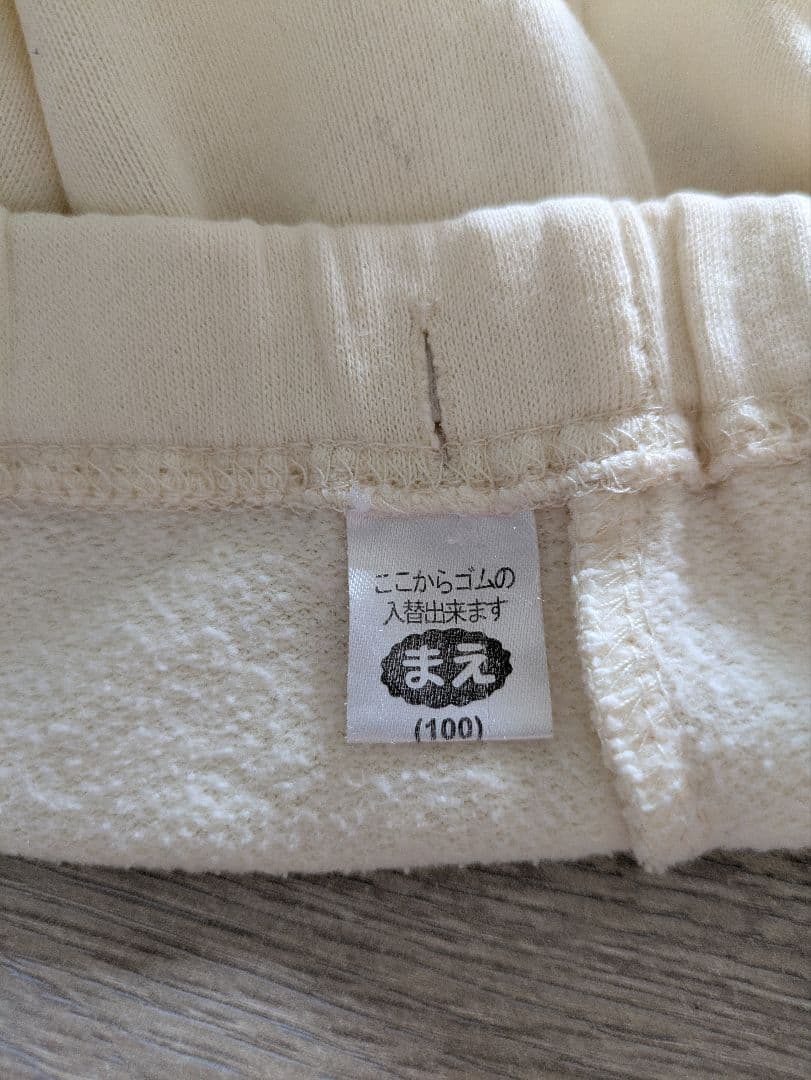 ここからゴムの
入替出来ます
まえ
(100)